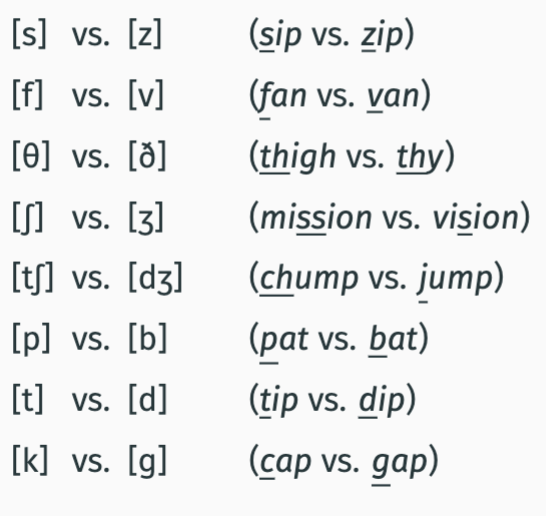 [s] vs. [z] (sip vs. zip)
[f] vs. [v] (fan vs. van)
[θ] vs. [ð] (thigh vs. thy)
[ʃ] vs. [ʒ] (mission vs. vision)
[tʃ] vs. [dʒ] (chump vs. jump)
[p] vs. [b] (pat vs. bat)
[t] vs. [d] (tip vs. dip)
[k] vs. [g] (cap vs. gap)